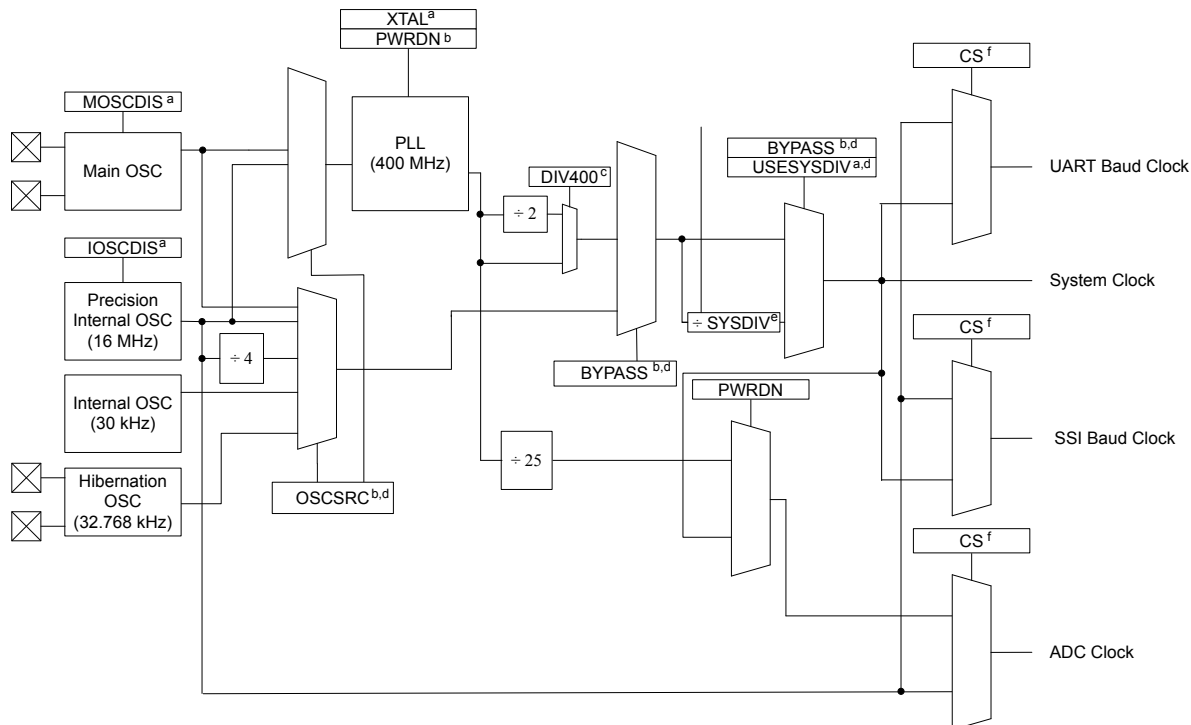 XTAL a
PWRDN b
CS f
MOSCDIS a
Main OSC
PLL
(400 MHz)
BYPASS b,d
USESYSDIV a,d
UART Baud Clock
DIV400 c
÷ 2
IOSCDIS a
Precision
Internal OSC
(16 MHz)
System Clock
÷ SYSDIV e
÷ 4
CS f
BYPASS b,d
Internal OSC
(30 kHz)
PWRDN
SSI Baud Clock
÷ 25
Hibernation
OSC
(32.768 kHz)
OSCSRC b,d
CS f
ADC Clock